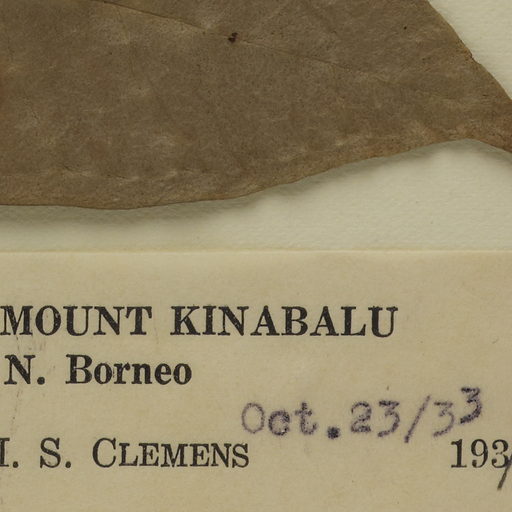 MOUNT KINABALU
N. Borneo
Oct. 23/33
S. CLEMENS 193